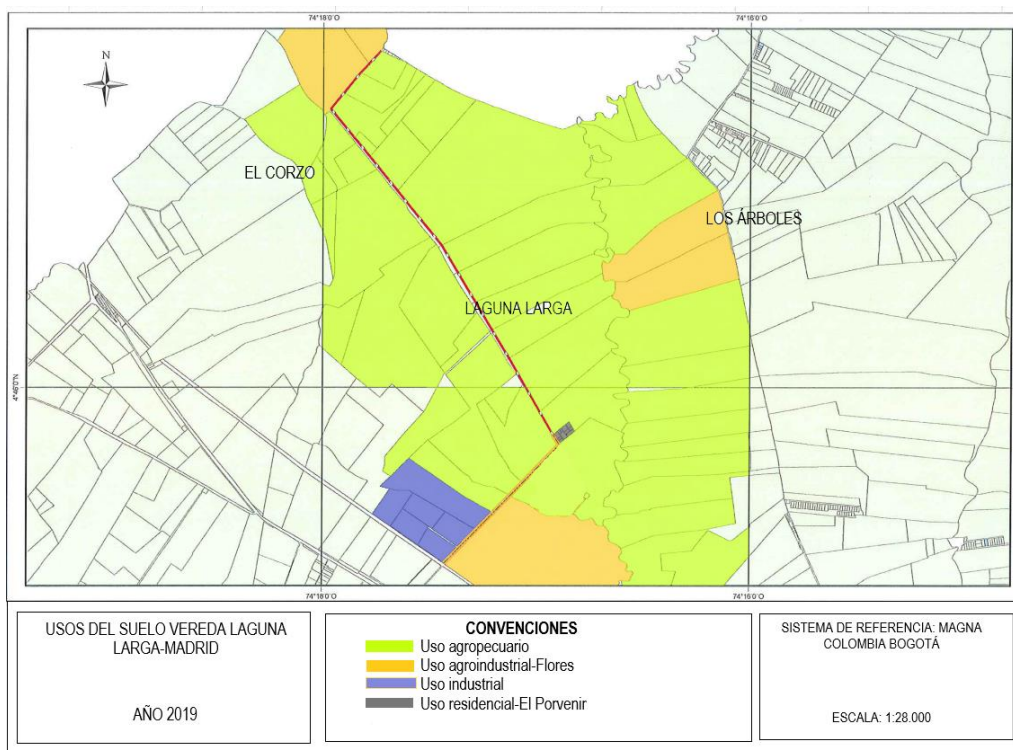 74°18'0"O
74°16'0"O
N
EL CORZO
LOS ÁRBOLES
LAGUNA LARGA
4°46'0"N
74°18'0"O
74°16'0"O
USOS DEL SUELO VEREDA LAGUNA
LARGA-MADRID
AÑO 2019
CONVENCIONES
Uso agropecuario
Uso agroindustrial-Flores
Uso industrial
Uso residencial-El Porvenir
SISTEMA DE REFERENCIA: MAGNA
COLOMBIA BOGOTÁ
ESCALA: 1:28.000